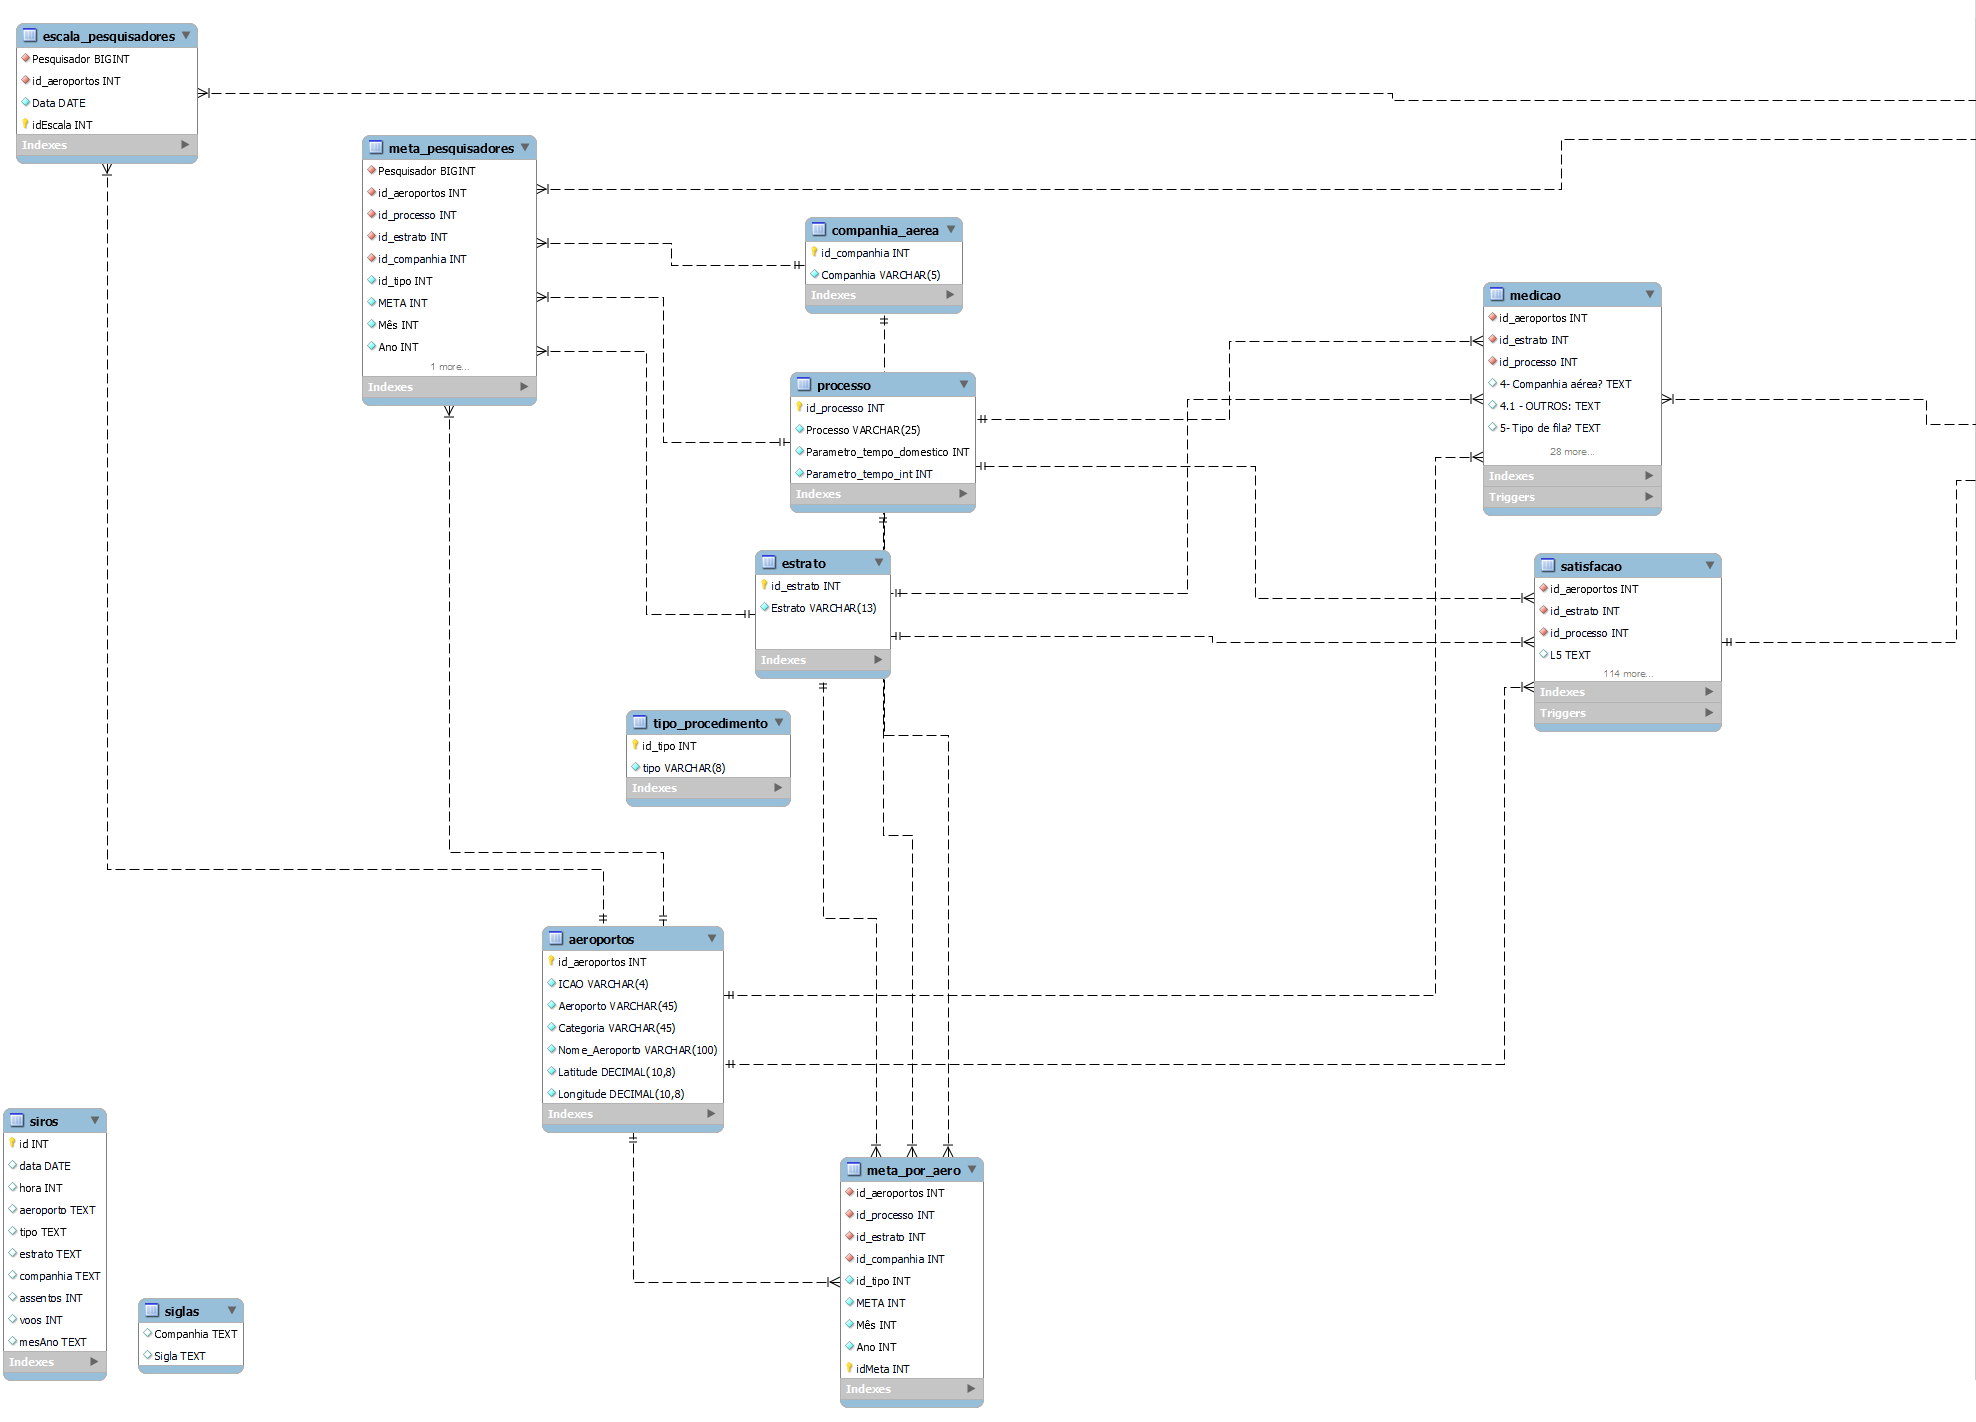 escala_pesquisadores
Pesquisador BIGINT
id_aeroportos INT
Data DATE
idEscala INT
Indexes
meta_pesquisadores
Pesquisador BIGINT
id_aeroportos INT
id_processo INT
id_estrato INT
id_companhia INT
id_tipo INT
META INT
Mês INT
Ano INT
1 more...
Indexes
companhia_aerea
id_companhia INT
Companhia VARCHAR(5)
Indexes
processo
id_processo INT
Processo VARCHAR(25)
Parametro_tempo_domestico INT
Parametro_tempo_int INT
Indexes
medicao
id_aeroportos INT
id_estrato INT
id_processo INT
4- Companhia aérea? TEXT
4.1 - OUTROS: TEXT
5- Tipo de fila? TEXT
28 more...
Indexes
Triggers
estrato
id_estrato INT
Estrato VARCHAR(13)
Indexes
satisfacao
id_aeroportos INT
id_estrato INT
id_processo INT
L5 TEXT
114 more...
Indexes
Triggers
tipo_procedimento
id_tipo INT
tipo VARCHAR(8)
Indexes
aeroportos
id_aeroportos INT
ICAO VARCHAR(4)
Aeroporto VARCHAR(45)
Categoria VARCHAR(45)
Nome_Aeroporto VARCHAR(100)
Latitude DECIMAL(10,8)
Longitude DECIMAL(10,8)
Indexes
siros
id INT
data DATE
hora INT
aeroporto TEXT
tipo TEXT
estrato TEXT
companhia TEXT
assentos INT
voos INT
mesAno TEXT
Indexes
siglas
Companhia TEXT
Sigla TEXT
meta_por_aero
id_aeroportos INT
id_processo INT
id_estrato INT
id_companhia INT
id_tipo INT
META INT
Mês INT
Ano INT
idMeta INT
Indexes